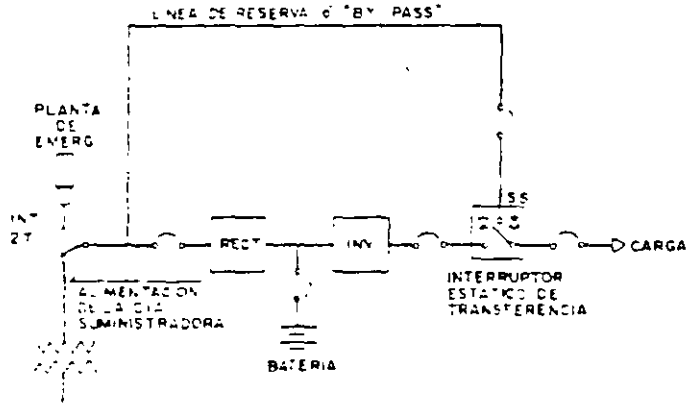 LINEA DE RESERVA ó "BY PASS"
PLANTA
DE
EMERG
INT
2T
RECT
INV
SS
CARGA
ALIMENTACION
DE LA CIA
SUMINISTRADORA
BATERIA
INTERRUPTOR
ESTATICO DE
TRANSFERENCIA